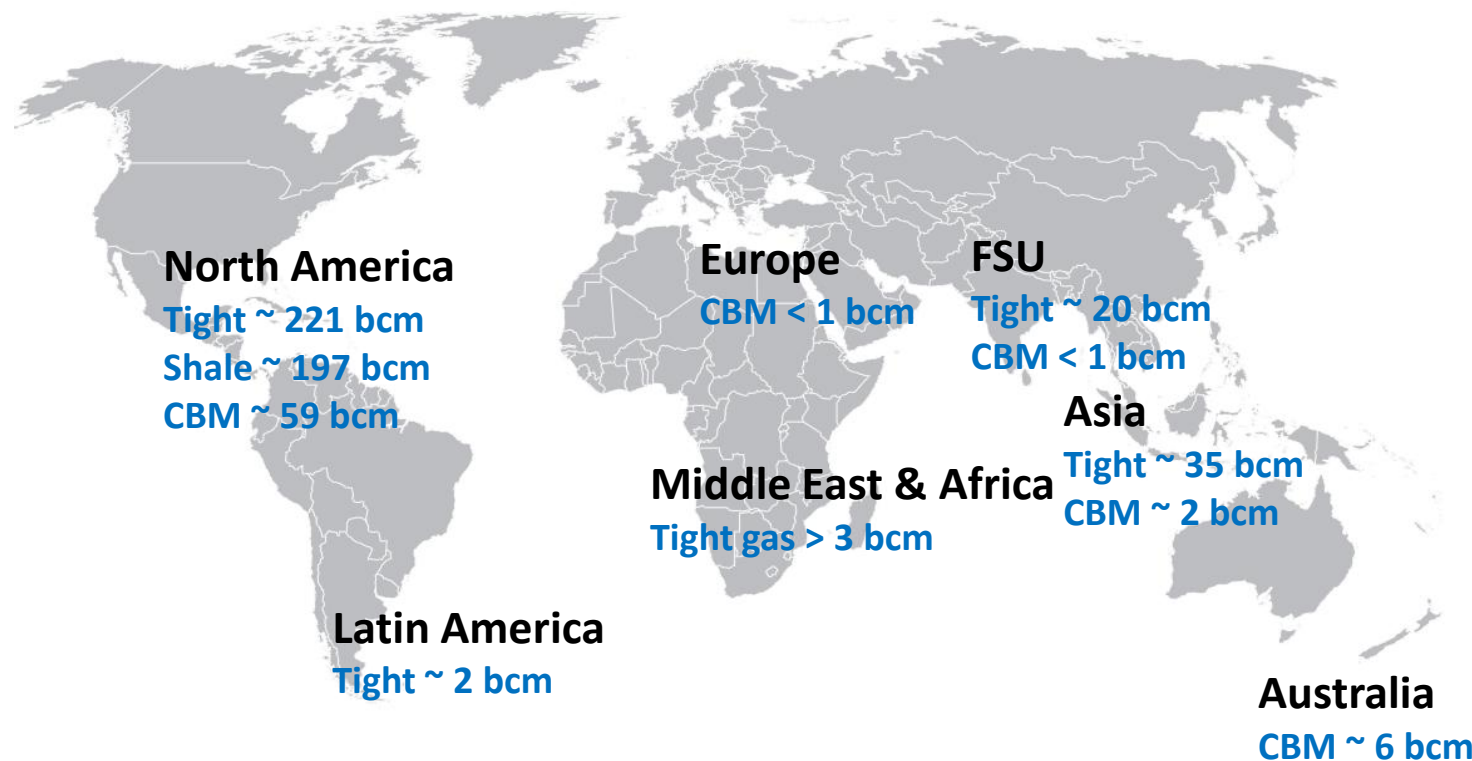 North America
Tight ~ 221 bcm
Shale ~ 197 bcm
CBM ~ 59 bcm
Europe
CBM < 1 bcm
FSU
Tight ~ 20 bcm
CBM < 1 bcm
Asia
Tight ~ 35 bcm
CBM ~ 2 bcm
Middle East & Africa
Tight gas > 3 bcm
Latin America
Tight ~ 2 bcm
Australia
CBM ~ 6 bcm